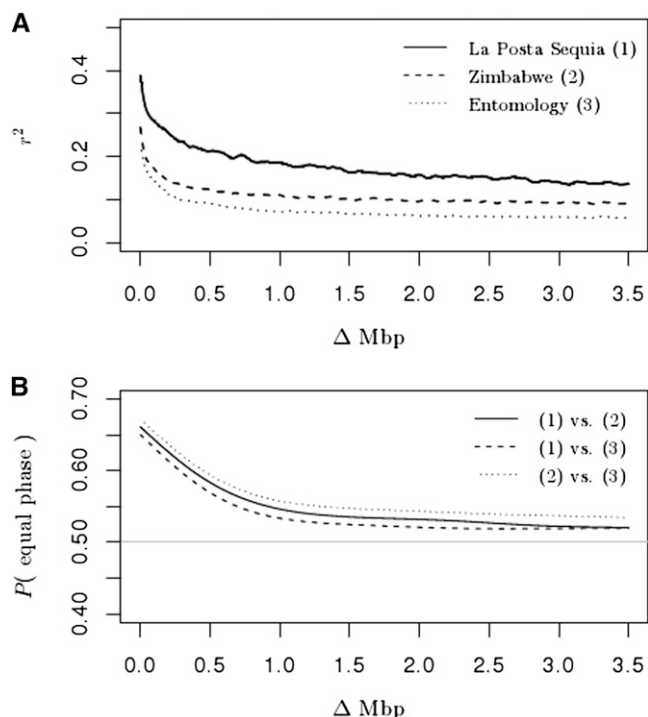 A
La Posta Sequia (1)
Zimbabwe (2)
Entomology (3)
r²
0.4
0.2
0.0
0.0 0.5 1.0 1.5 2.0 2.5 3.0 3.5
Δ Mbp
B
(1) vs. (2)
(1) vs. (3)
(2) vs. (3)
P( equal phase )
0.70
0.60
0.50
0.40
0.0 0.5 1.0 1.5 2.0 2.5 3.0 3.5
Δ Mbp